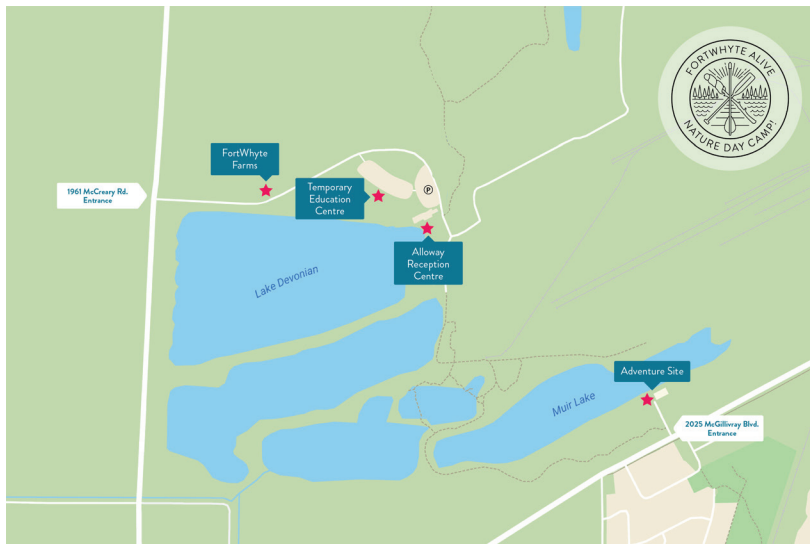 FORTWHYTE ALIVE
NATURE DAY CAMP!
FortWhyte
Farms
1961 McCreary Rd.
Entrance
Temporary
Education
Centre
P
Alloway
Reception
Centre
Lake Devonian
Adventure Site
Muir Lake
2025 McGillivray Blvd.
Entrance